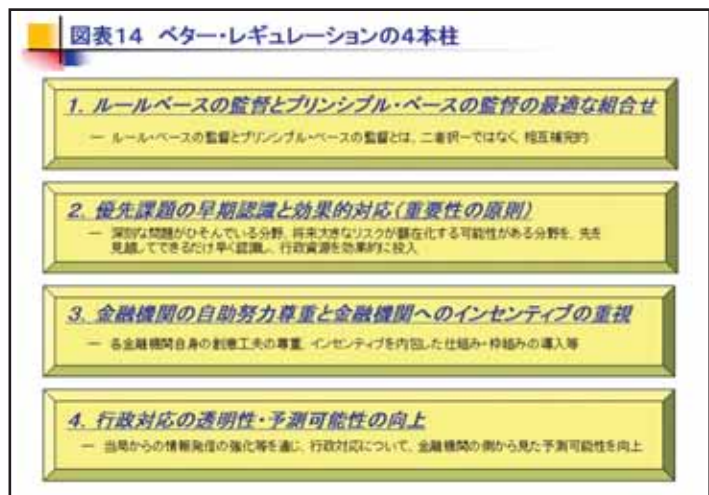 図表14 ベター・レギュレーションの4本柱
1. ルールベースの監督とプリンシプル・ベースの監督の最適な組合せ
― ルール・ベースの監督とプリンシプル・ベースの監督とは、二者択一ではなく、相互補完的
2. 優先課題の早期認識と効果的対応(重要性の原則)
― 深刻な問題がひそんでいる分野、将来大きなリスクが顕在化する可能性がある分野を、先を
見越してできるだけ早く認識し、行政資源を効果的に投入
3. 金融機関の自助努力尊重と金融機関へのインセンティブの重視
― 各金融機関自身の創意工夫の尊重、インセンティブを内包した仕組み・枠組みの導入等
4. 行政対応の透明性・予測可能性の向上
― 当局からの情報発信の強化等を通じ、行政対応について、金融機関の側から見た予測可能性を向上